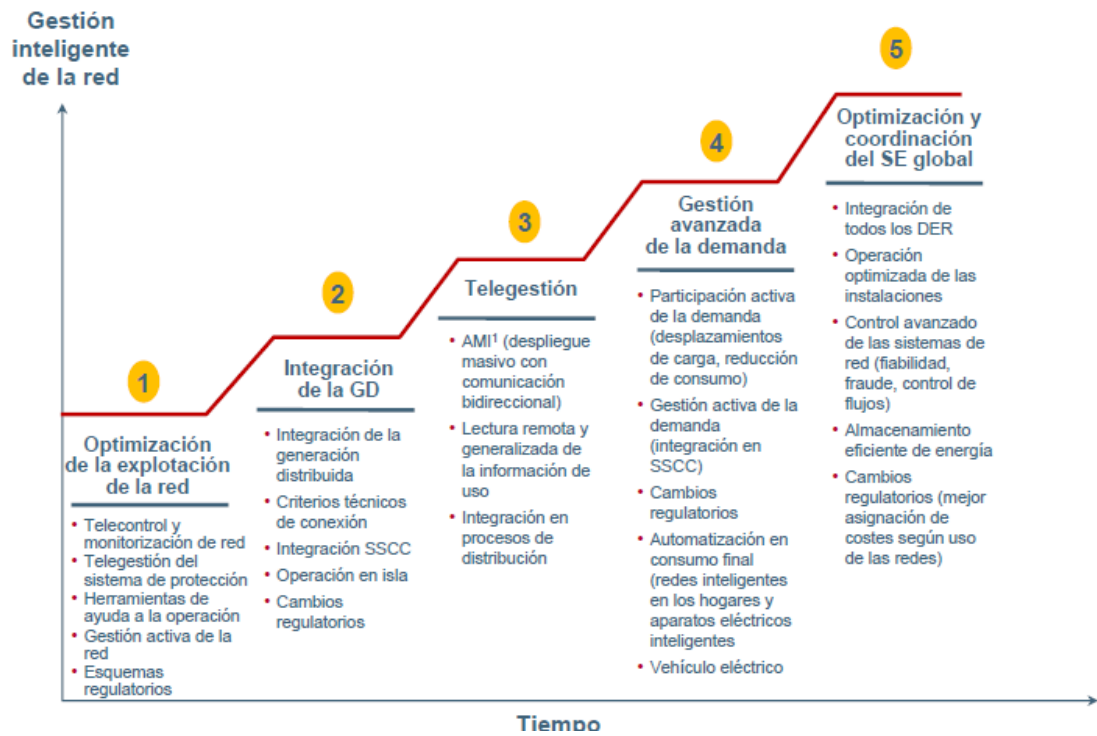 Gestión
inteligente
de la red
1
Optimización
de la explotación
de la red
• Telecontrol y
monitorización de red
• Telegestión del
sistema de protección
• Herramientas de
ayuda a la operación
• Gestión activa de la
red
• Esquemas
regulatorios
2
Integración
de la GD
• Integración de la
generación
distribuida
• Criterios técnicos
de conexión
• Integración SSCC
• Operación en isla
• Cambios
regulatorios
3
Telegestión
• AMI¹ (despliegue
masivo con
comunicación
bidireccional)
• Lectura remota y
generalizada de
la información de
uso
• Integración en
procesos de
distribución
4
Gestión
avanzada
de la demanda
• Participación activa
de la demanda
(desplazamientos
de carga, reducción
de consumo)
• Gestión activa de la
demanda
(integración en
SSCC)
• Cambios
regulatorios
• Automatización en
consumo final
(redes inteligentes
en los hogares y
aparatos eléctricos
inteligentes
• Vehículo eléctrico
5
Optimización y
coordinación
del SE global
• Integración de
todos los DER
• Operación
optimizada de las
instalaciones
• Control avanzado
de las sistemas de
red (fiabilidad,
fraude, control de
flujos)
• Almacenamiento
eficiente de energía
• Cambios
regulatorios (mejor
asignación de
costes según uso
de las redes)
Tiempo